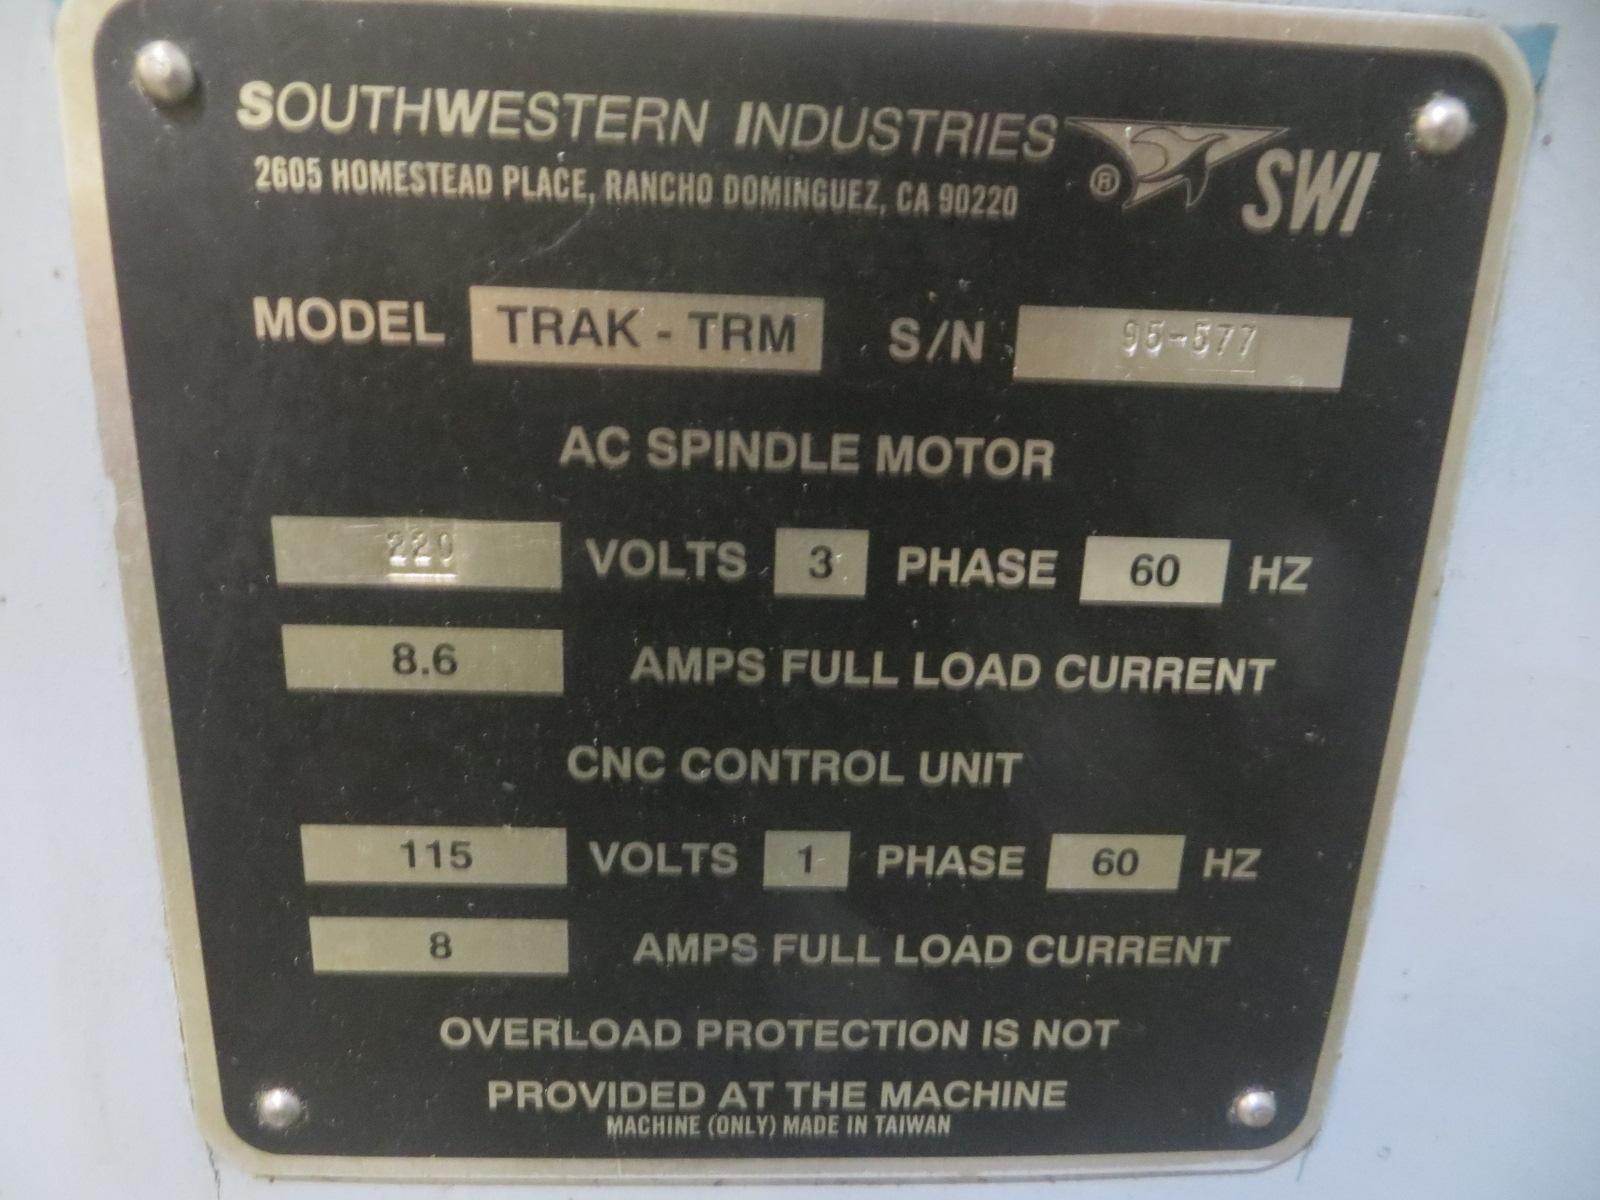 SOUTHWESTERN INDUSTRIES ® SWI
2605 HOMESTEAD PLACE, RANCHO DOMINGUEZ, CA 90220
MODEL TRAK - TRM S/N 95-577
AC SPINDLE MOTOR
220 VOLTS 3 PHASE 60 HZ
8.6 AMPS FULL LOAD CURRENT
CNC CONTROL UNIT
115 VOLTS 1 PHASE 60 HZ
8 AMPS FULL LOAD CURRENT
OVERLOAD PROTECTION IS NOT
PROVIDED AT THE MACHINE
MACHINE (ONLY) MADE IN TAIWAN